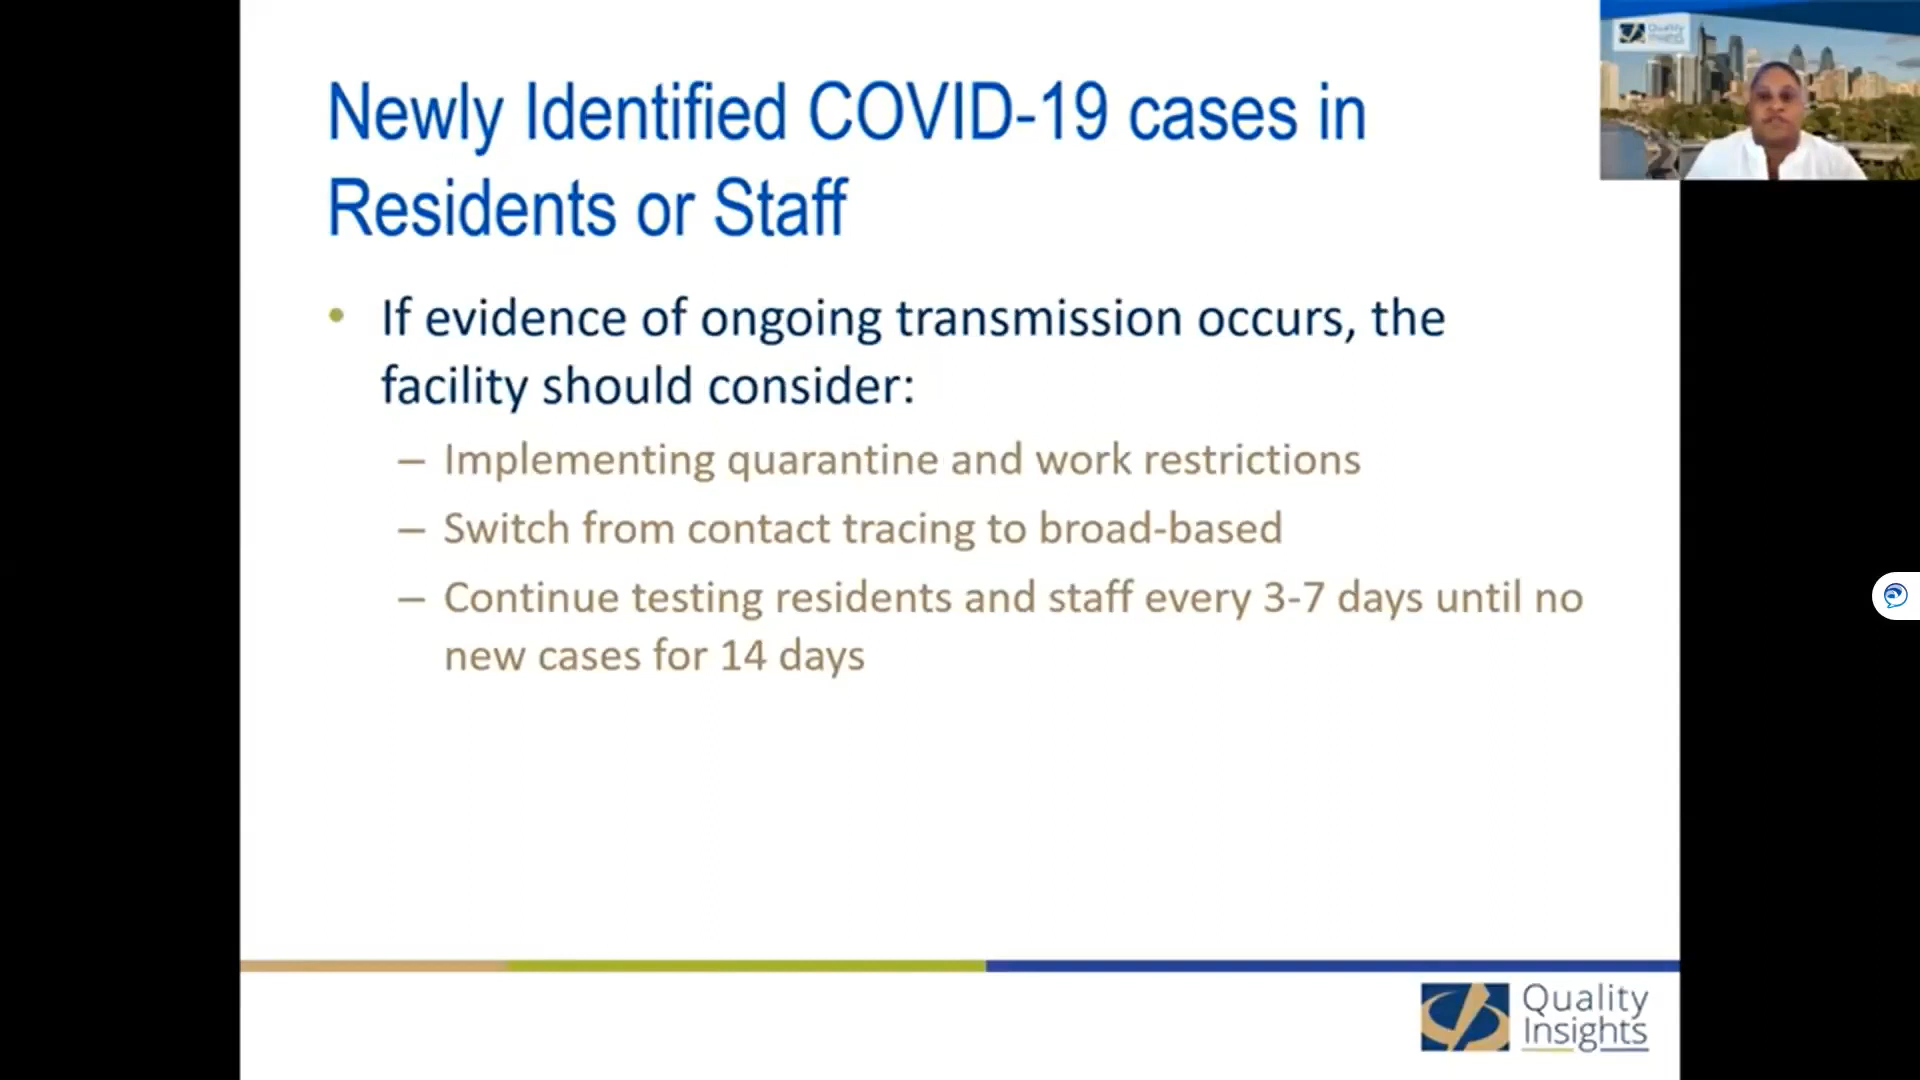 Newly Identified COVID-19 cases in
Residents or Staff
• If evidence of ongoing transmission occurs, the
facility should consider:
– Implementing quarantine and work restrictions
– Switch from contact tracing to broad-based
– Continue testing residents and staff every 3-7 days until no
new cases for 14 days
Quality
Insights
Quality
Insights